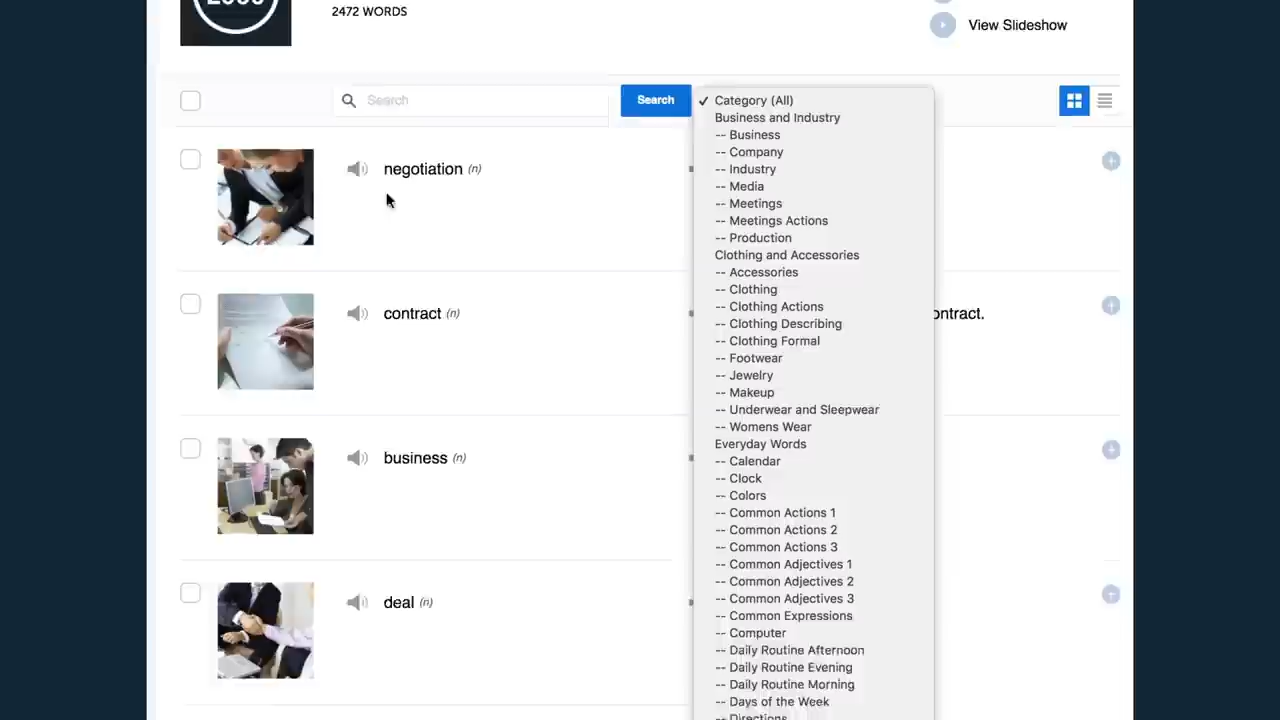 2472 WORDS
View Slideshow
Search
Search
Category (All)
Business and Industry
-- Business
-- Company
-- Industry
-- Media
-- Meetings
-- Meetings Actions
-- Production
Clothing and Accessories
-- Accessories
-- Clothing
-- Clothing Actions
-- Clothing Describing
-- Clothing Formal
-- Footwear
-- Jewelry
-- Makeup
-- Underwear and Sleepwear
-- Womens Wear
Everyday Words
-- Calendar
-- Clock
-- Colors
-- Common Actions 1
-- Common Actions 2
-- Common Actions 3
-- Common Adjectives 1
-- Common Adjectives 2
-- Common Adjectives 3
-- Common Expressions
-- Computer
-- Daily Routine Afternoon
-- Daily Routine Evening
-- Daily Routine Morning
-- Days of the Week
-- Directions
negotiation (n)
contract (n)
ontract.
business (n)
deal (n)